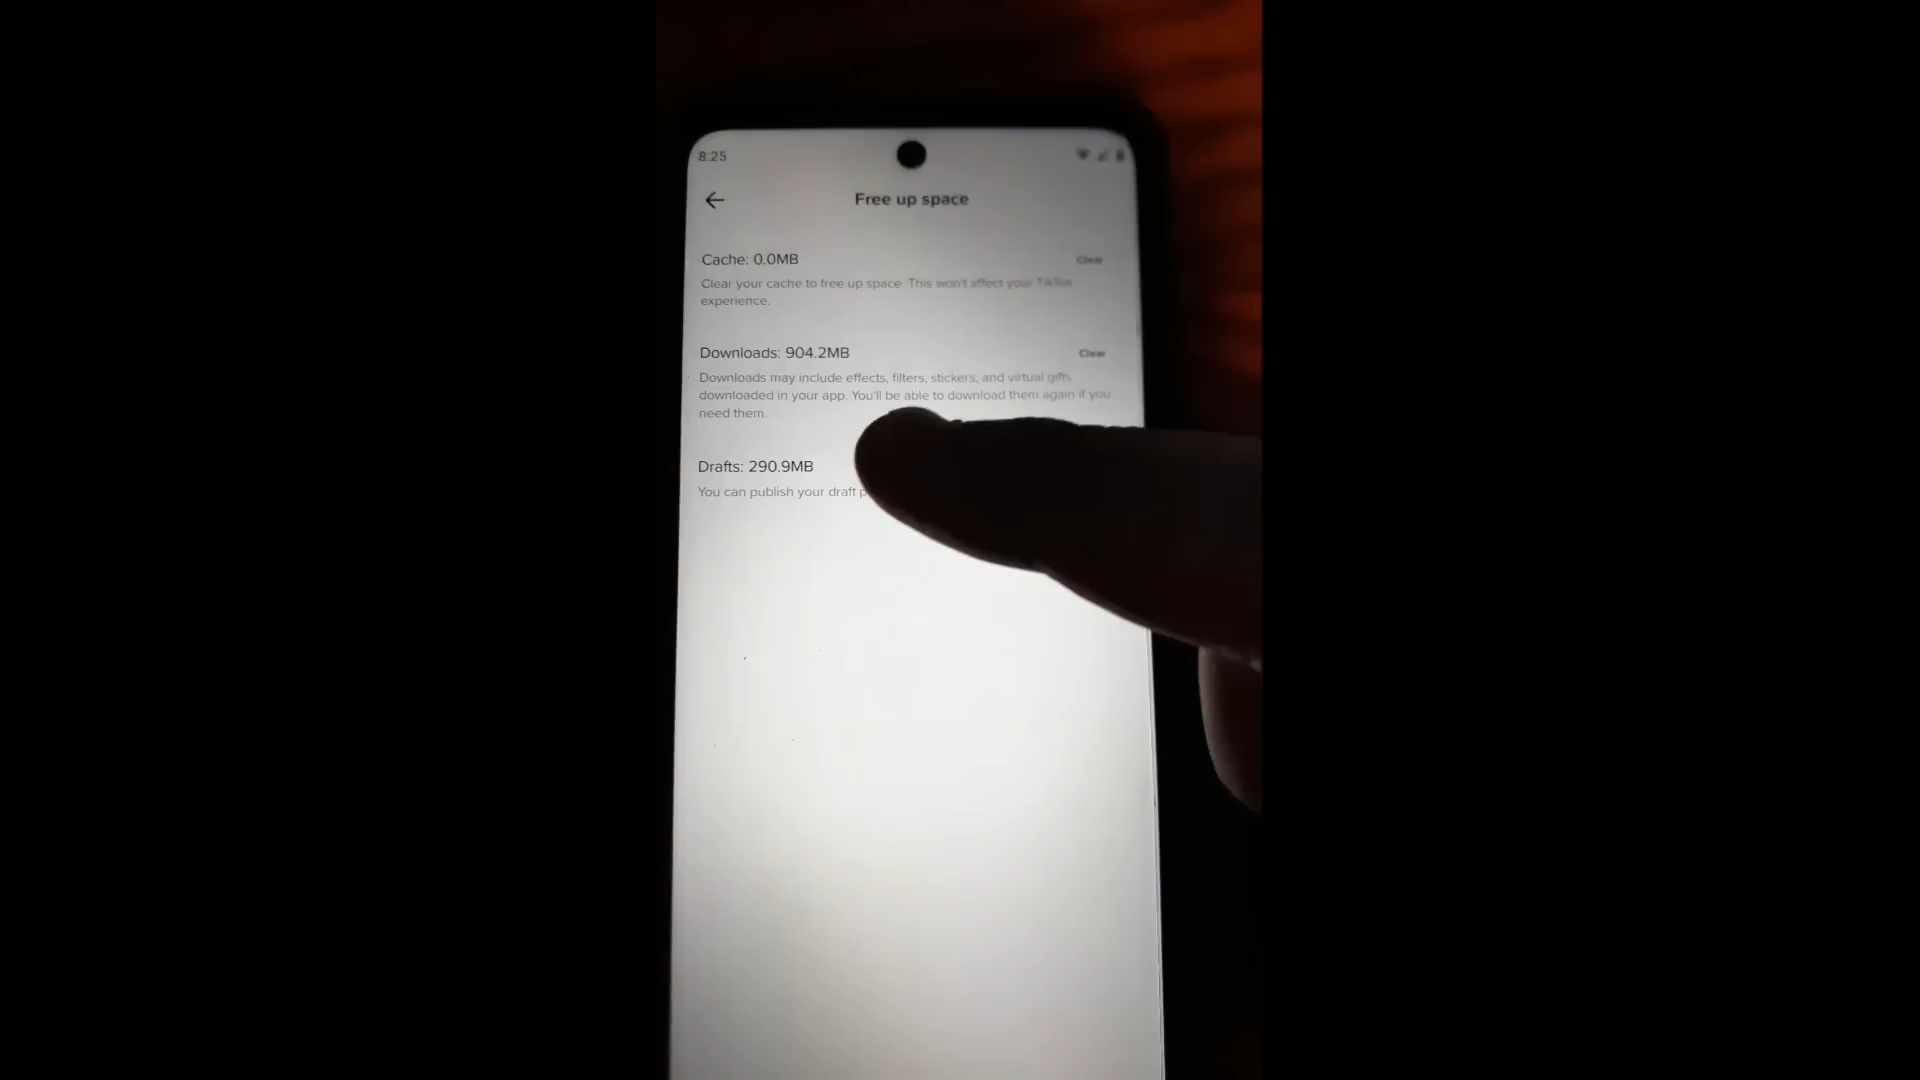 8:25
Free up space
Cache: 0.0MB
Clear
Clear your cache to free up space. This won't affect your TikTok
experience.
Downloads: 904.2MB
Clear
Downloads may include effects, filters, stickers, and virtual gifts
downloaded in your app. You'll be able to download them again if you
need them.
Drafts: 290.9MB
You can publish your draft